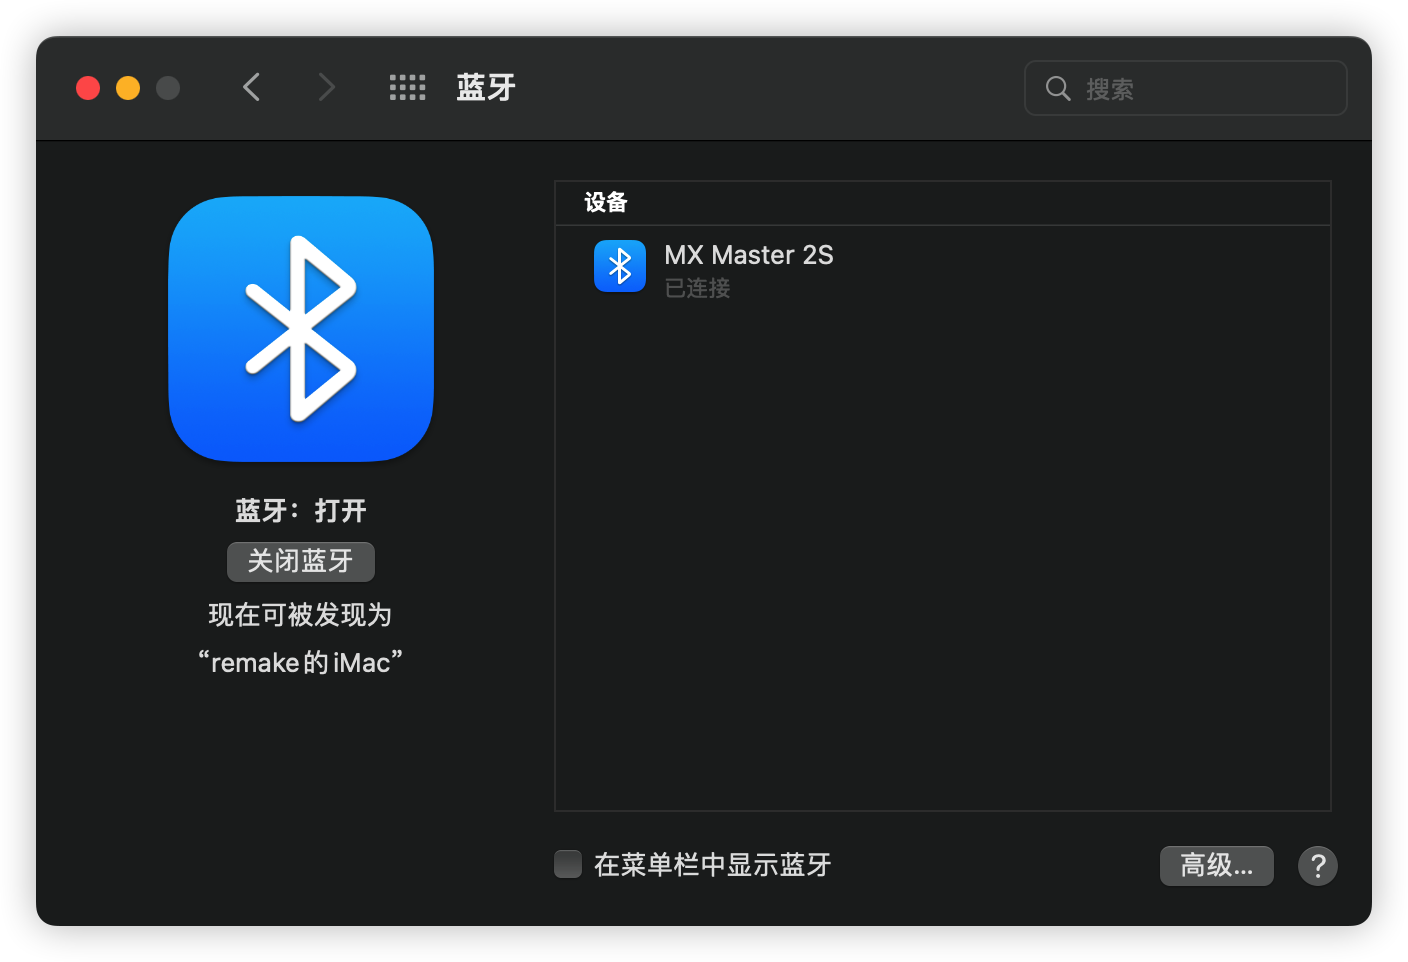 蓝牙
搜索
设备
MX Master 2S
已连接
蓝牙：打开
关闭蓝牙
现在可被发现为
“remake的iMac”
在菜单栏中显示蓝牙
高级...
?